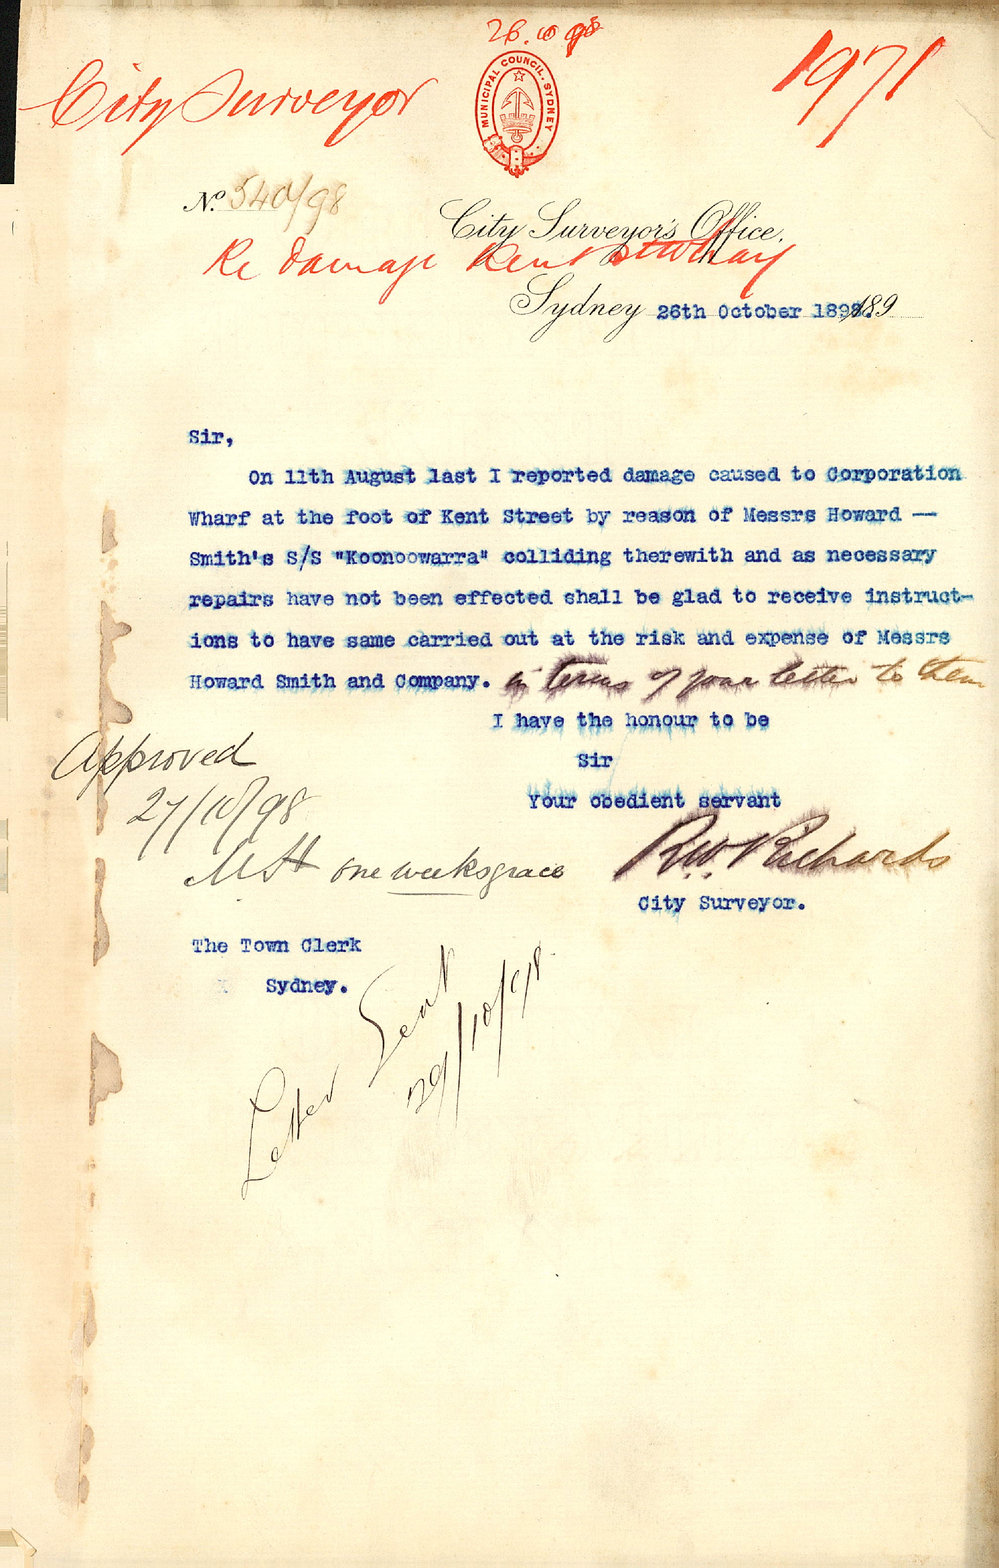 26.10.98
1971
City Surveyor
MUNICIPAL COUNCIL. SYDNEY
No. 540/98
City Surveyor's Office,
Re damage Kent St Wharf
Sydney 26th October 1898. 189
Sir,
On 11th August last I reported damage caused to Corporation
Wharf at the foot of Kent Street by reason of Messrs Howard —
Smith's S/S "Koonoowarra" colliding therewith and as necessary
repairs have not been effected shall be glad to receive instruct-
ions to have same carried out at the risk and expense of Messrs
Howard Smith and Company. in terms of your letter to them
I have the honour to be
Sir
Your obedient servant
Approved
27/10/98
RW. Richards
one weeks grace
City Surveyor.
The Town Clerk
Sydney.
Letter Sent
29/10/98